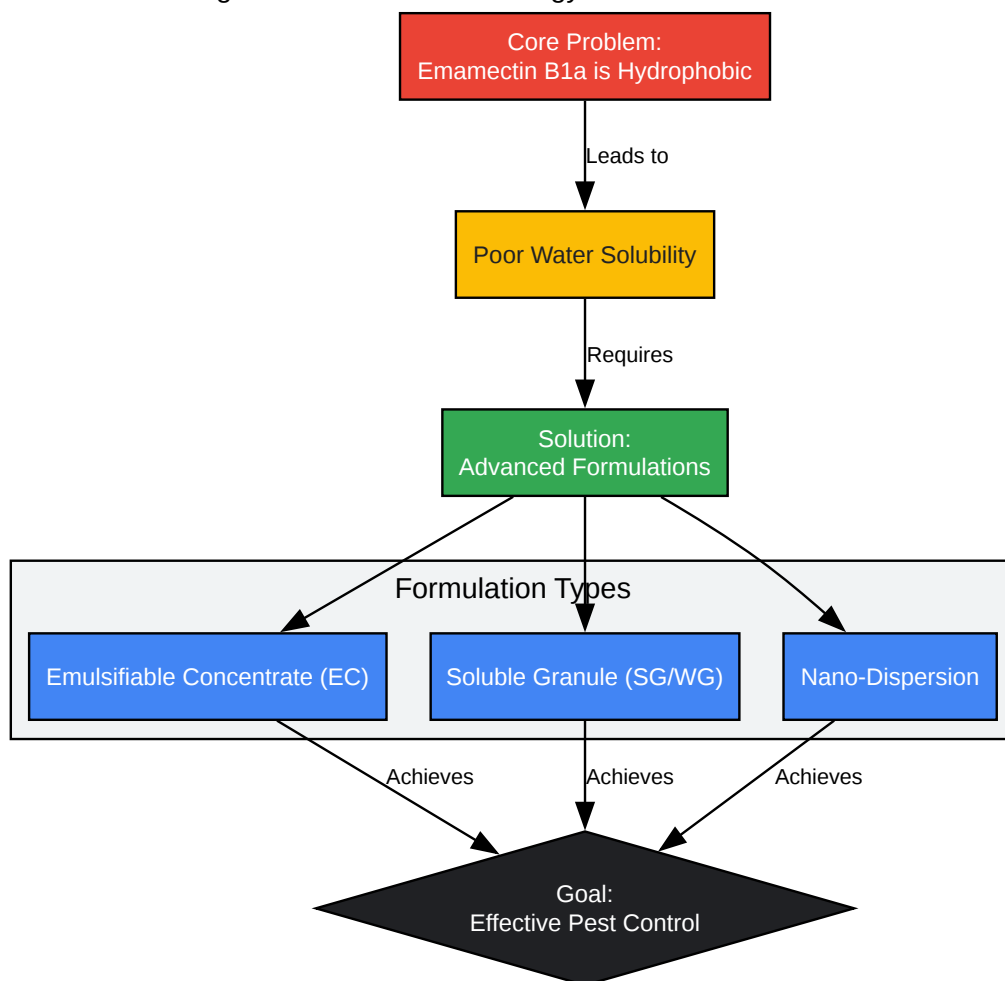 Core Problem:
Emamectin B1a is Hydrophobic
Leads to
Poor Water Solubility
Requires
Solution:
Advanced Formulations
Formulation Types
Emulsifiable Concentrate (EC)
Soluble Granule (SG/WG)
Nano-Dispersion
Achieves
Achieves
Achieves
Goal:
Effective Pest Control